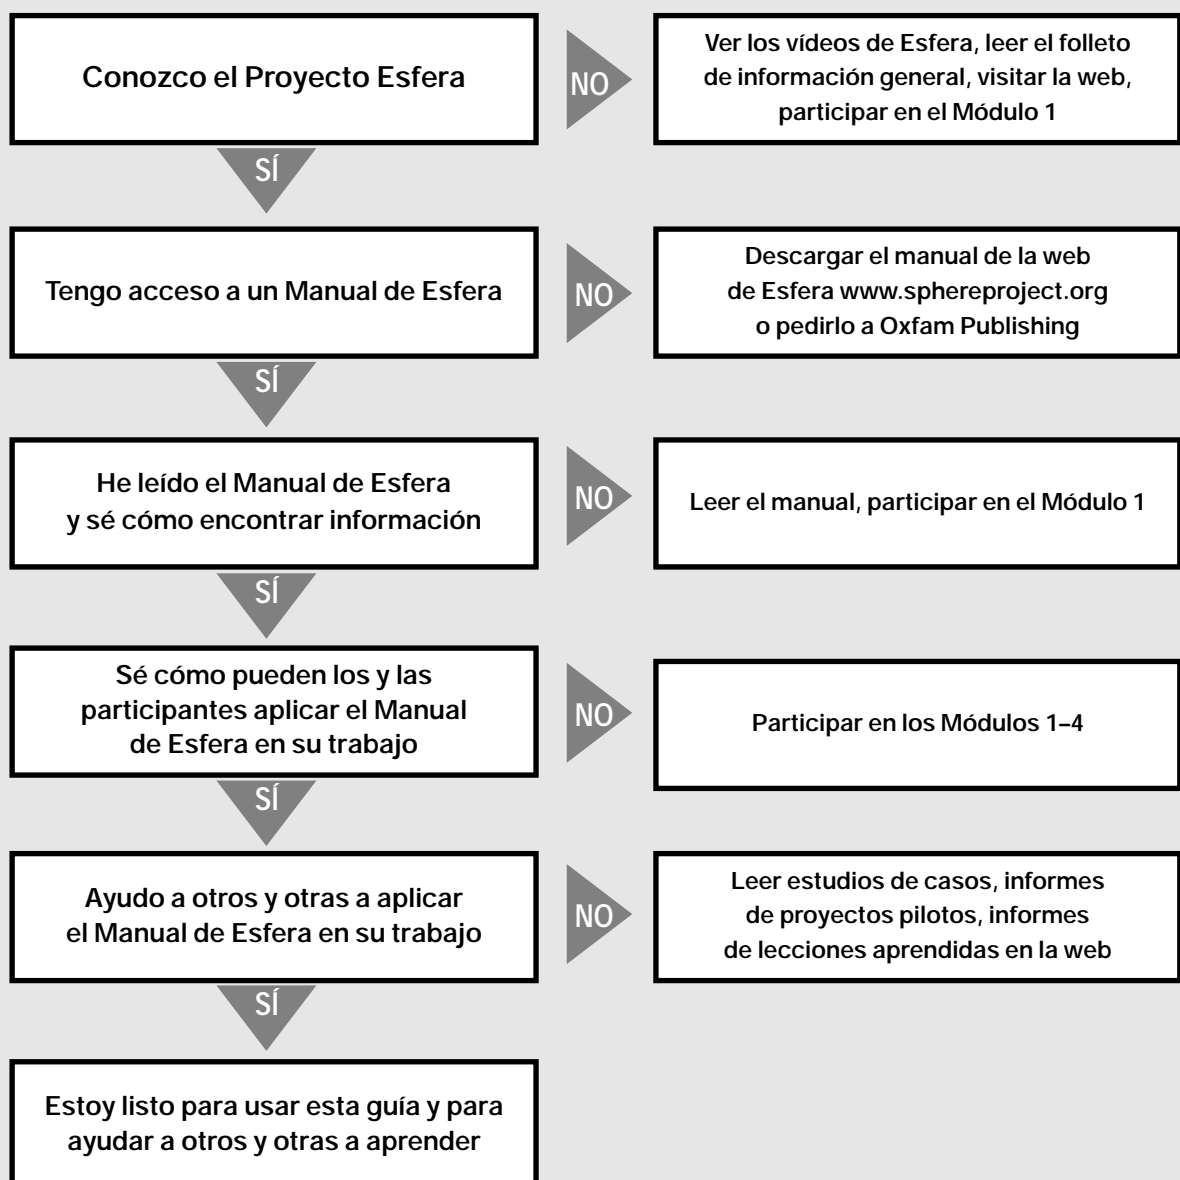 Conozco el Proyecto Esfera
NO
Ver los vídeos de Esfera, leer el folleto
de información general, visitar la web,
participar en el Módulo 1
SÍ
Tengo acceso a un Manual de Esfera
NO
Descargar el manual de la web
de Esfera www.sphereproject.org
o pedirlo a Oxfam Publishing
SÍ
He leído el Manual de Esfera
y sé cómo encontrar información
NO
Leer el manual, participar en el Módulo 1
SÍ
Sé cómo pueden los y las
participantes aplicar el Manual
de Esfera en su trabajo
NO
Participar en los Módulos 1–4
SÍ
Ayudo a otros y otras a aplicar
el Manual de Esfera en su trabajo
NO
Leer estudios de casos, informes
de proyectos pilotos, informes
de lecciones aprendidas en la web
SÍ
Estoy listo para usar esta guía y para
ayudar a otros y otras a aprender